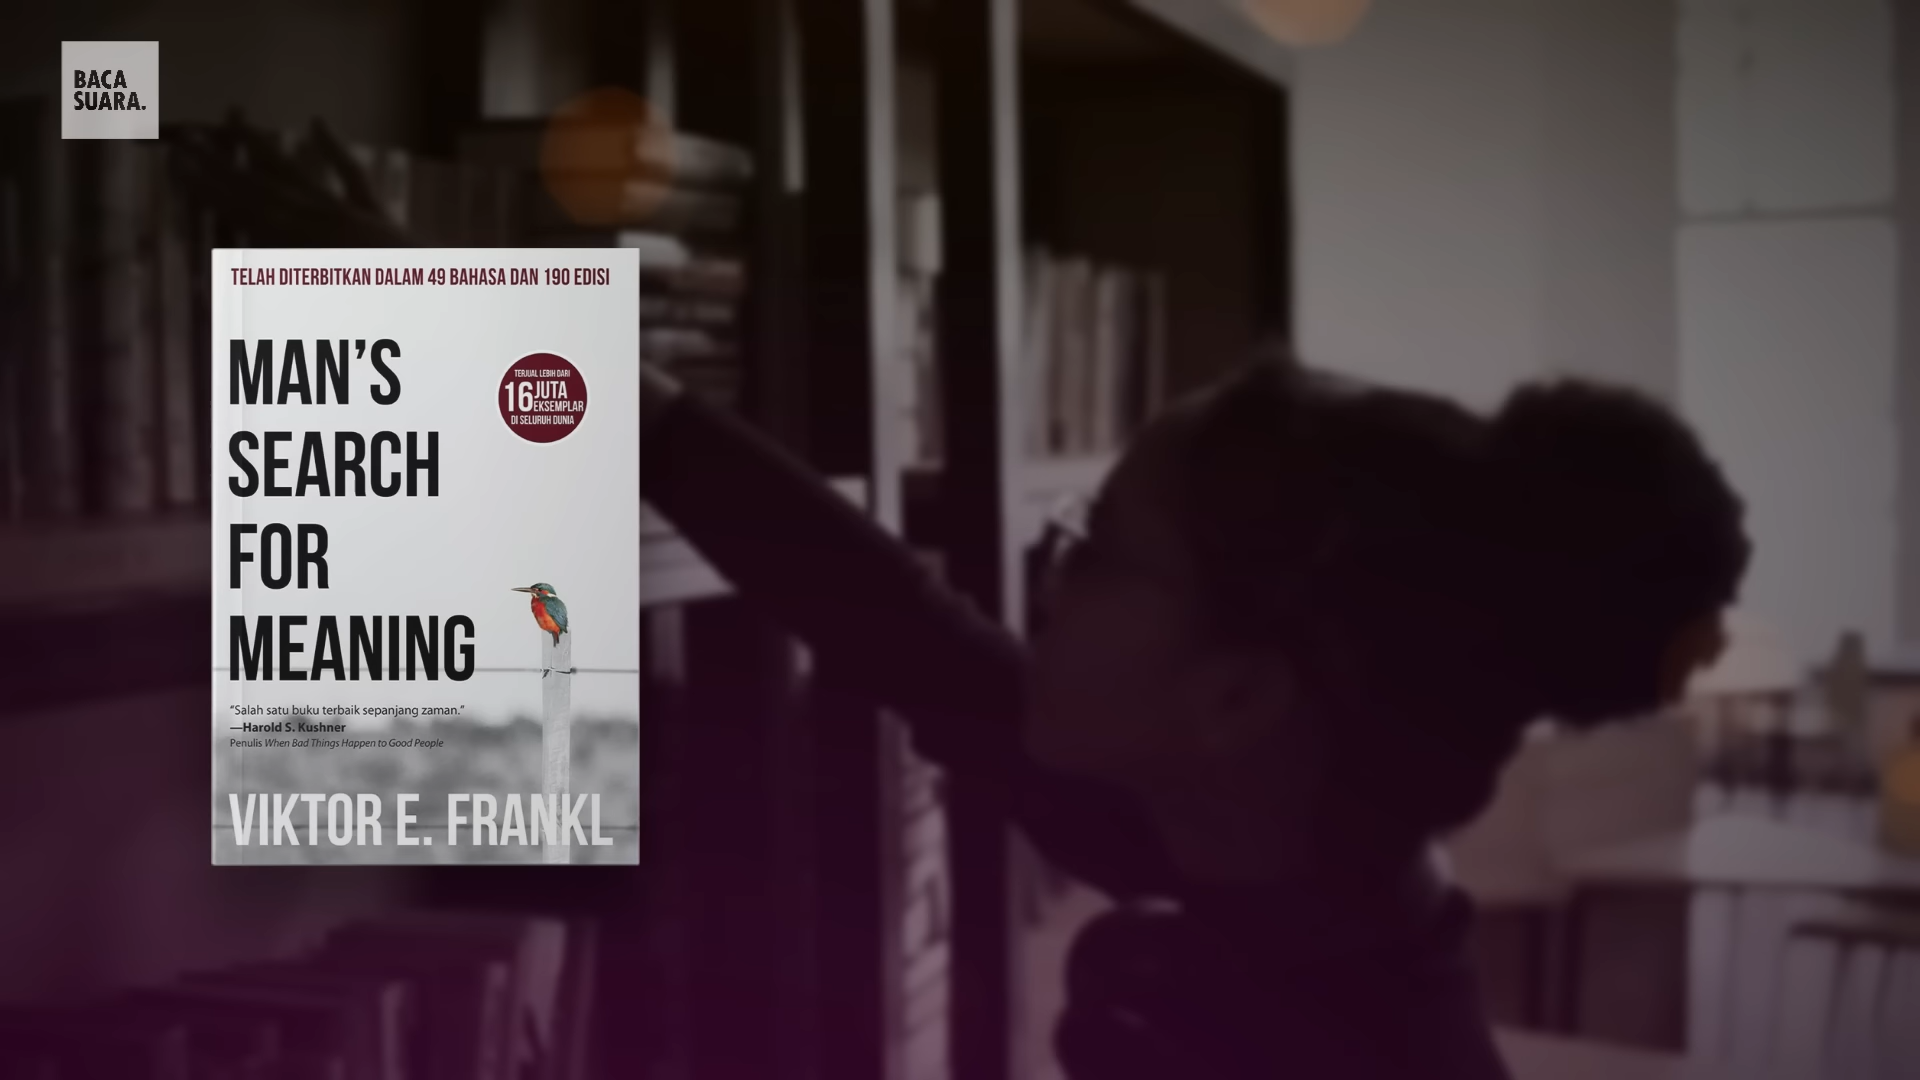 BACA
SUARA.
TELAH DITERBITKAN DALAM 49 BAHASA DAN 190 EDISI
MAN'S
SEARCH
FOR
MEANING
TERJUAL LEBIH DARI
16 JUTA
EKSEMPLAR
DI SELURUH DUNIA
“Salah satu buku terbaik sepanjang zaman.”
—Harold S. Kushner
Penulis When Bad Things Happen to Good People
VIKTOR E. FRANKL